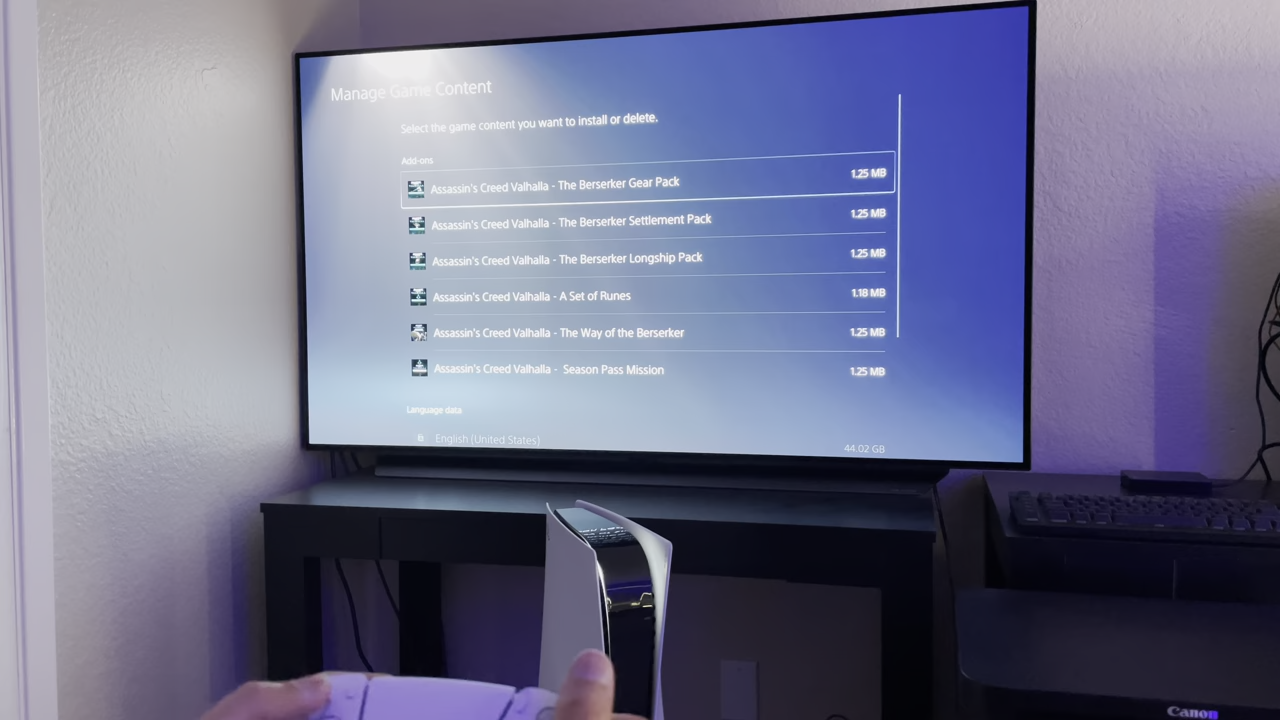 Manage Game Content
Select the game content you want to install or delete.
Add-ons
Assassin's Creed Valhalla - The Berserker Gear Pack 1.25 MB
Assassin's Creed Valhalla - The Berserker Settlement Pack 1.25 MB
Assassin's Creed Valhalla - The Berserker Longship Pack 1.25 MB
Assassin's Creed Valhalla - A Set of Runes 1.18 MB
Assassin's Creed Valhalla - The Way of the Berserker 1.25 MB
Assassin's Creed Valhalla - Season Pass Mission 1.25 MB
Language data
English (United States) 44.02 GB
Canon